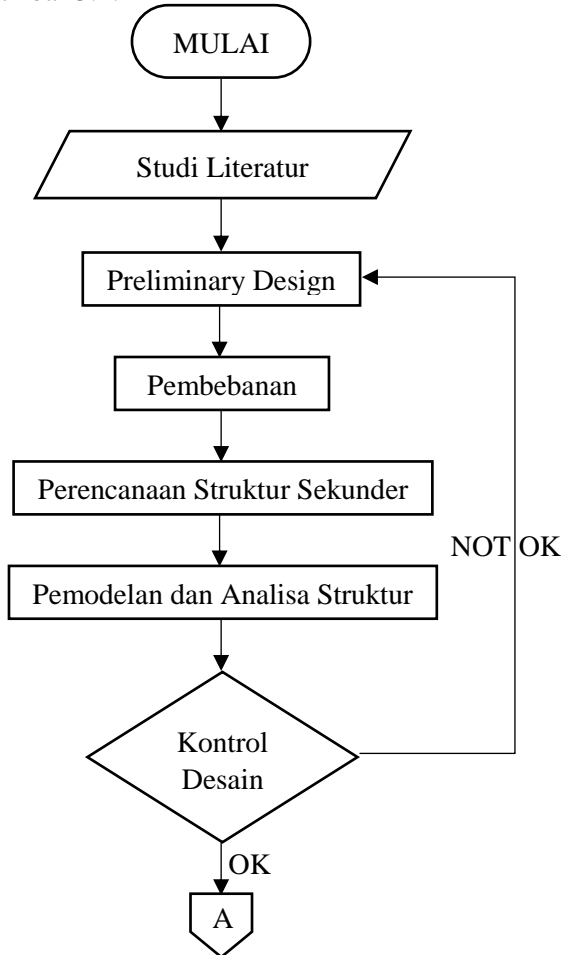 MULAI
Studi Literatur
Preliminary Design
Pembebanan
Perencanaan Struktur Sekunder
NOT OK
Pemodelan dan Analisa Struktur
Kontrol
Desain
OK
A